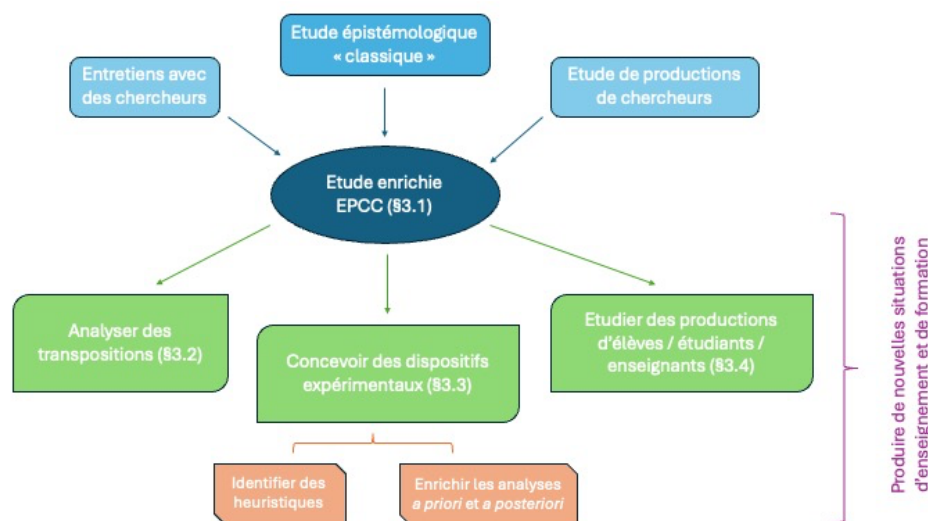 Etude épistémologique
« classique »
Entretiens avec
des chercheurs
Etude de productions
de chercheurs
Etude enrichie
EPCC (§3.1)
Analyser des
transpositions (§3.2)
Concevoir des dispositifs
expérimentaux (§3.3)
Etudier des productions
d'élèves / étudiants /
enseignants (§3.4)
Identifier des
heuristiques
Enrichir les analyses
a priori et a posteriori
Produire de nouvelles situations
d'enseignement et de formation